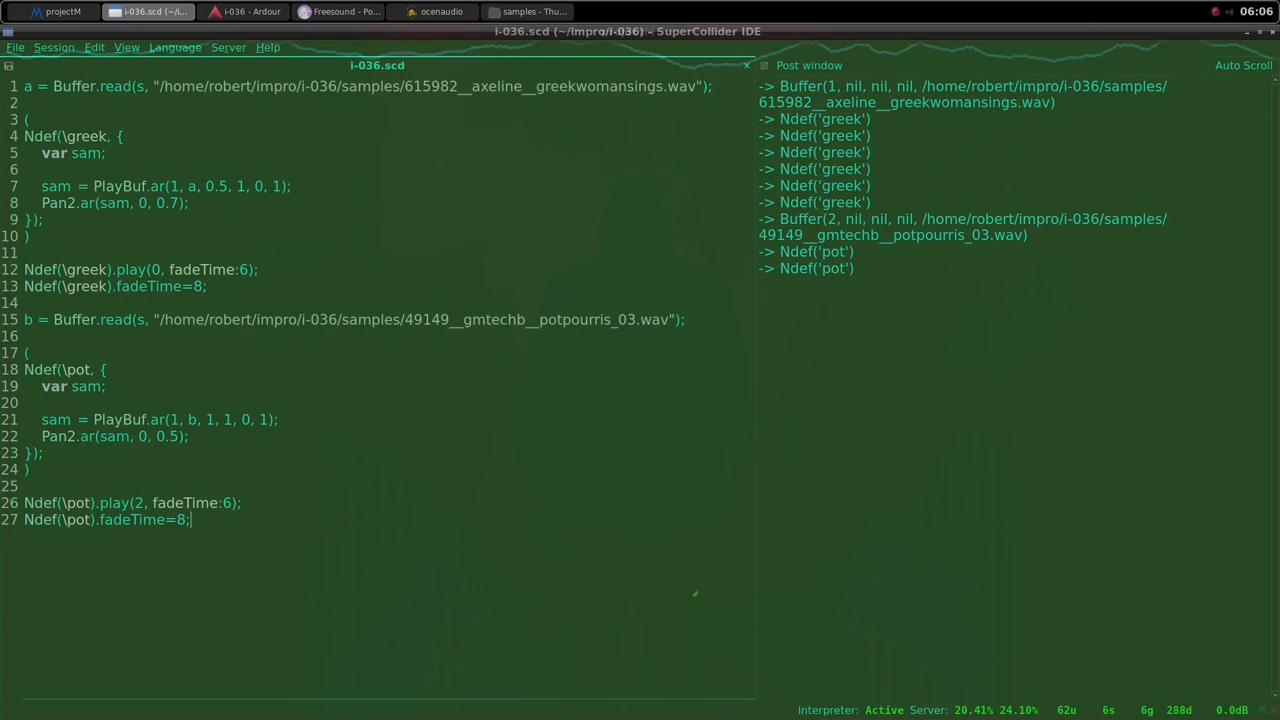 projectM
i-036.scd (~/i...
i-036 - Ardour
Freesound - Po...
ocenaudio
samples - Thu...
06:06
i-036.scd (~/impro/i-036) - SuperCollider IDE
File Session Edit View Language Server Help
i-036.scd
Post window
Auto Scroll
1 a = Buffer.read(s, "/home/robert/impro/i-036/samples/615982__axeline__greekwomansings.wav");
2
3 (
4 Ndef(\greek, {
5 var sam;
6
7 sam = PlayBuf.ar(1, a, 0.5, 1, 0, 1);
8 Pan2.ar(sam, 0, 0.7);
9 });
10 )
11
12 Ndef(\greek).play(0, fadeTime:6);
13 Ndef(\greek).fadeTime=8;
14
15 b = Buffer.read(s, "/home/robert/impro/i-036/samples/49149__gmtechb__potpourris_03.wav");
16
17 (
18 Ndef(\pot, {
19 var sam;
20
21 sam = PlayBuf.ar(1, b, 1, 1, 0, 1);
22 Pan2.ar(sam, 0, 0.5);
23 });
24 )
25
26 Ndef(\pot).play(2, fadeTime:6);
27 Ndef(\pot).fadeTime=8;
-> Buffer(1, nil, nil, nil, /home/robert/impro/i-036/samples/
615982__axeline__greekwomansings.wav)
-> Ndef('greek')
-> Ndef('greek')
-> Ndef('greek')
-> Ndef('greek')
-> Ndef('greek')
-> Ndef('greek')
-> Buffer(2, nil, nil, nil, /home/robert/impro/i-036/samples/
49149__gmtechb__potpourris_03.wav)
-> Ndef('pot')
-> Ndef('pot')
Interpreter: Active Server: 20.41% 24.10% 62u 6s 6g 288d 0.0dB